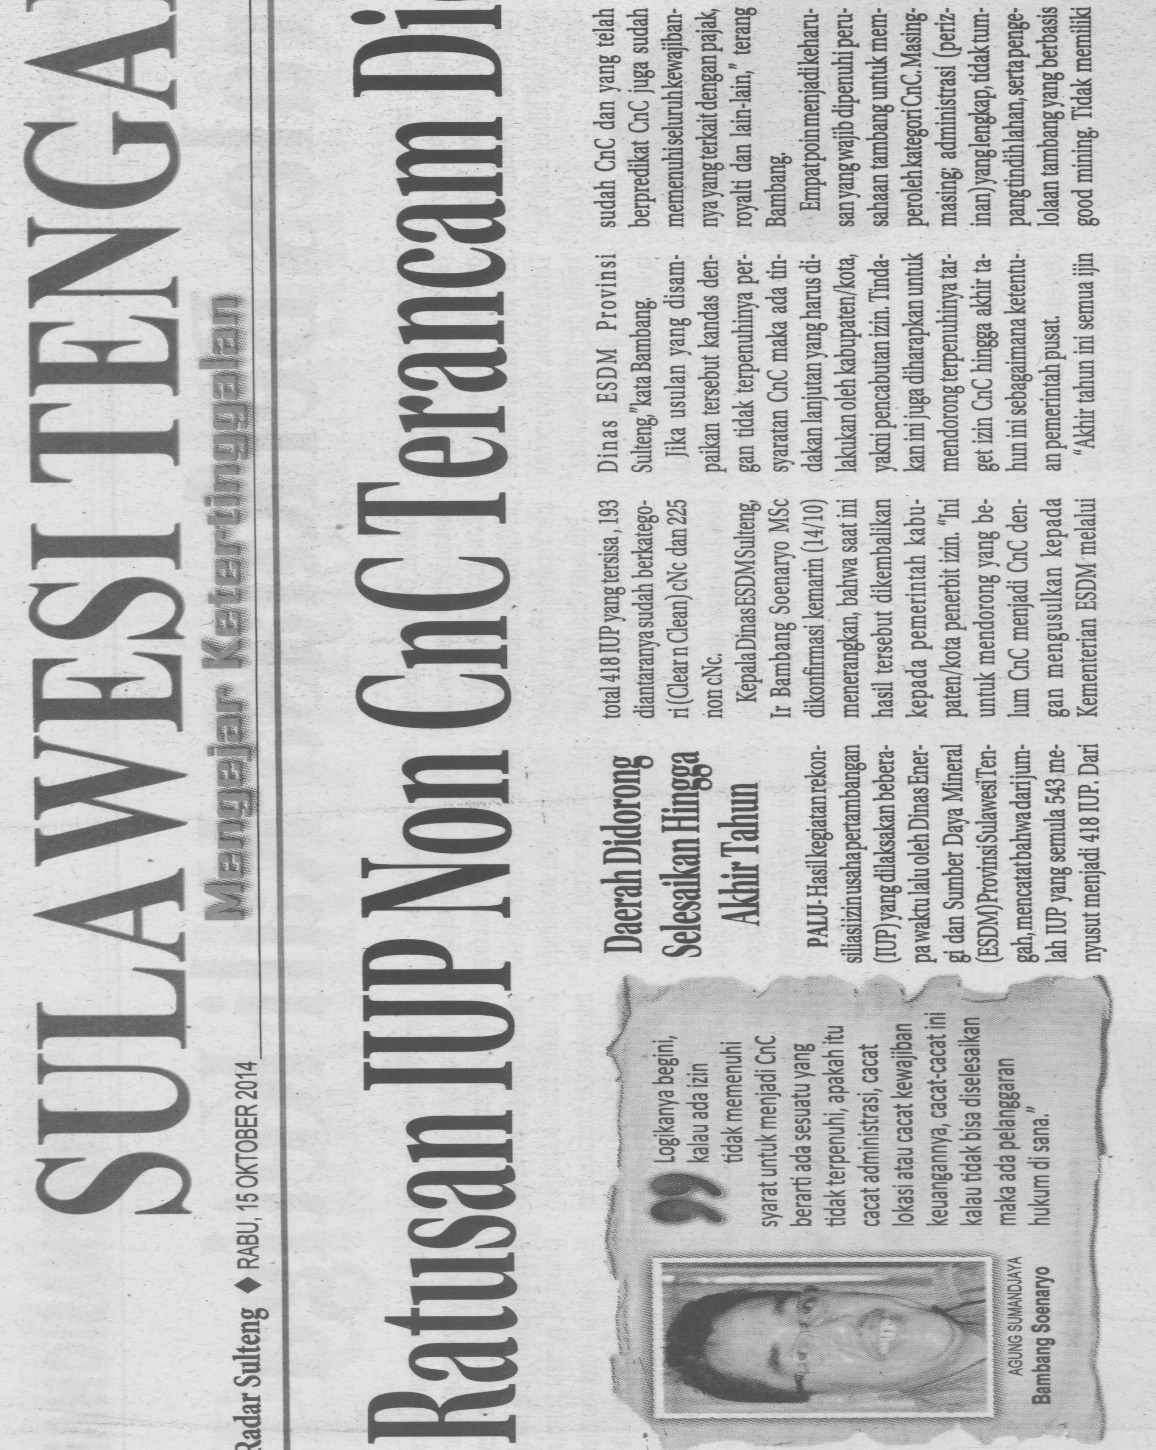 SULAWESI TENGA
Mengejar Ketertinggalan
Radar Sulteng ◆ RABU, 15 OKTOBER 2014
Ratusan IUP Non CnC Terancam Di
Logikanya begini,
kalau ada izin
tidak memenuhi
syarat untuk menjadi CnC
berarti ada sesuatu yang
tidak terpenuhi, apakah itu
cacat administrasi, cacat
lokasi atau cacat kewajiban
keuangannya, cacat-cacat ini
kalau tidak bisa diselesaikan
maka ada pelanggaran
hukum di sana."
AGUNG SUMANDJAYA
Bambang Soenaryo
Daerah Didorong
Selesaikan Hingga
Akhir Tahun
PALU- Hasil kegiatan rekon-
siliasi izin usaha pertambangan
(IUP) yang dilaksakan bebera-
pa waktu lalu oleh Dinas Ener-
gi dan Sumber Daya Mineral
(ESDM) Provinsi Sulawesi Ten-
gah, mencatat bahwa dari jum-
lah IUP yang semula 543 me-
nyusut menjadi 418 IUP. Dari
total 418 IUP yang tersisa, 193
diantaranya sudah berkatego-
ri (Clear n Clean) cNc dan 225
non cNc.
Kepala Dinas ESDM Sulteng,
Ir Bambang Soenaryo MSc
dikonfirmasi kemarin (14/10)
menerangkan, bahwa saat ini
hasil tersebut dikembalikan
kepada pemerintah kabu-
paten/kota penerbit izin. "Ini
untuk mendorong yang be-
lum CnC menjadi CnC den-
gan mengusulkan kepada
Kementerian ESDM melalui
Dinas ESDM Provinsi
Sulteng," kata Bambang.
Jika usulan yang disam-
paikan tersebut kandas den-
gan tidak terpenuhinya per-
syaratan CnC maka ada tin-
dakan lanjutan yang harus di-
lakukan oleh kabupaten/kota,
yakni pencabutan izin. Tinda-
kan ini juga diharapkan untuk
mendorong terpenuhinya tar-
get izin CnC hingga akhir ta-
hun ini sebagaimana ketentu-
an pemerintah pusat.
"Akhir tahun ini semua ijin
sudah CnC dan yang telah
berpredikat CnC juga sudah
memenuhi seluruh kewajiban-
nya yang terkait dengan pajak,
royalti dan lain-lain," terang
Bambang.
Empat poin menjadi keharu-
san yang wajib dipenuhi peru-
sahaan tambang untuk mem-
peroleh kategori CnC. Masing-
masing; administrasi (periz-
inan) yang lengkap, tidak tum-
pang tindih lahan, serta penge-
lolaan tambang yang berbasis
good mining. Tidak memiliki